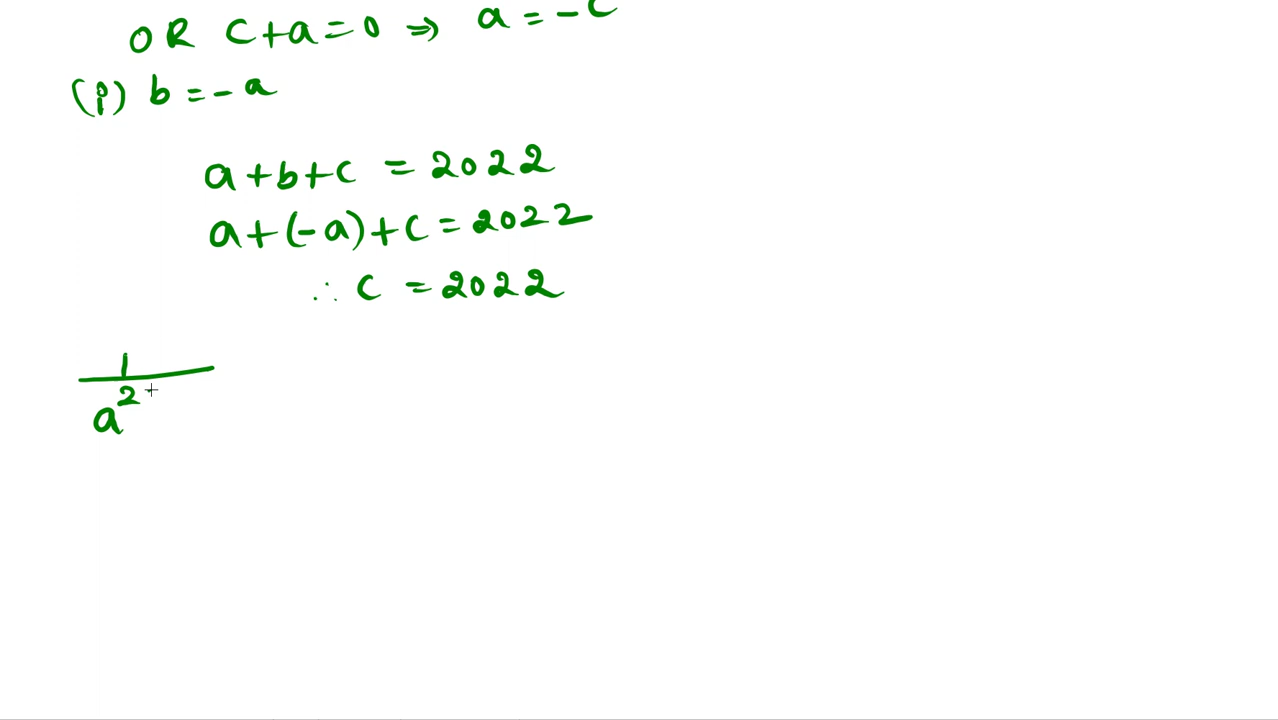 OR c+a=0 ⇒ a=-c
(i) b=-a
a+b+c = 2022
a+(-a)+c=2022
∴ c = 2022
1
a²